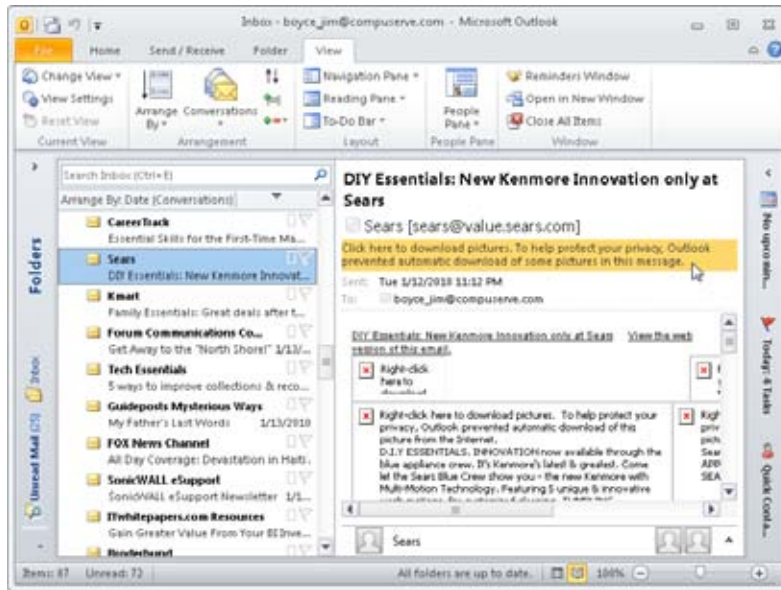 Inbox - boyce_jim@compuserve.com - Microsoft Outlook
File Home Send / Receive Folder View
Change View
View Settings
Reset View
Current View
Arrange By
Conversations
Arrangement
Navigation Pane
Reading Pane
To-Do Bar
Layout
People Pane
People Pane
Reminders Window
Open in New Window
Close All Items
Window
Folders
Inbox
Unread Mail (25)
Search Inbox (Ctrl+E)
Arrange By: Date (Conversations)
CareerTrack
Essential Skills for the First-Time Ma...
Sears
DIY Essentials: New Kenmore Innovat...
Kmart
Family Essentials: Great deals after t...
Forum Communications Co...
Get Away to the "North Shore!" 1/13/...
Tech Essentials
5 ways to improve collections & reco...
Guideposts Mysterious Ways
My Father's Last Words 1/13/2010
FOX News Channel
All Day Coverage: Devastation in Haiti.
SonicWALL eSupport
SonicWALL eSupport Newsletter 1/1...
ITwhitepapers.com Resources
Gain Greater Value From Your BI Inve...
Broderbund
DIY Essentials: New Kenmore Innovation only at
Sears
Sears [sears@value.sears.com]
Click here to download pictures. To help protect your privacy, Outlook
prevented automatic download of some pictures in this message.
Sent: Tue 1/12/2010 11:12 PM
To: boyce_jim@compuserve.com
DIY Essentials: New Kenmore Innovation only at Sears View the web
version of this email.
Right-click
here to
download
Right-click here to download pictures. To help protect your
privacy, Outlook prevented automatic download of this
picture from the Internet.
D.I.Y ESSENTIALS. INNOVATION now available through the
blue appliance crew. It's Kenmore's latest & greatest. Come
let the Sears Blue Crew show you - the new Kenmore with
Multi-Motion Technology. Featuring 5 unique & innovative
Sears
No upcomin...
Today: 4 Tasks
Quick Conta...
Items: 87 Unread: 72
All folders are up to date. 100%